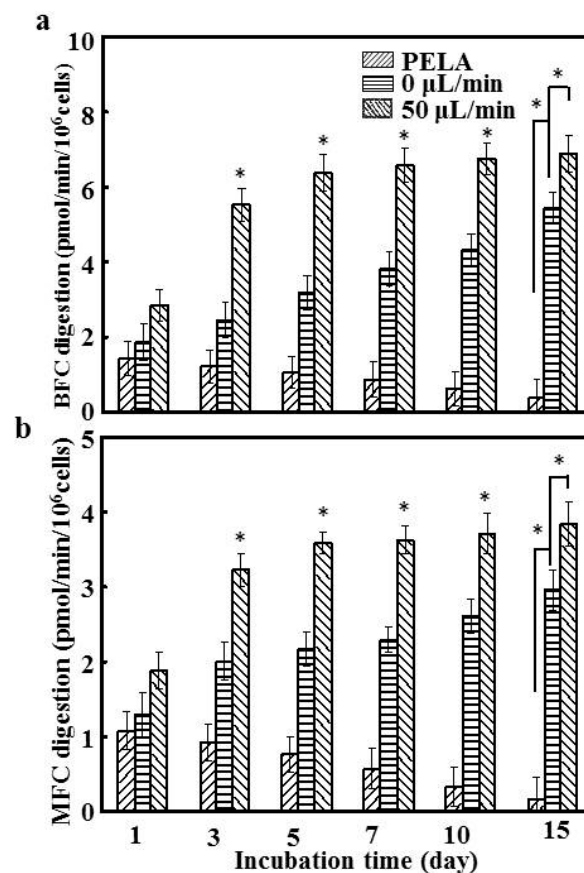 a
10
8
6
4
2
0
BFC digestion (pmol/min/10⁶cells)
PELA
0 μL/min
50 μL/min
*
*
*
*
*
*
b
5
4
3
2
1
0
MFC digestion (pmol/min/10⁶cells)
*
*
*
*
*
*
1 3 5 7 10 15
Incubation time (day)